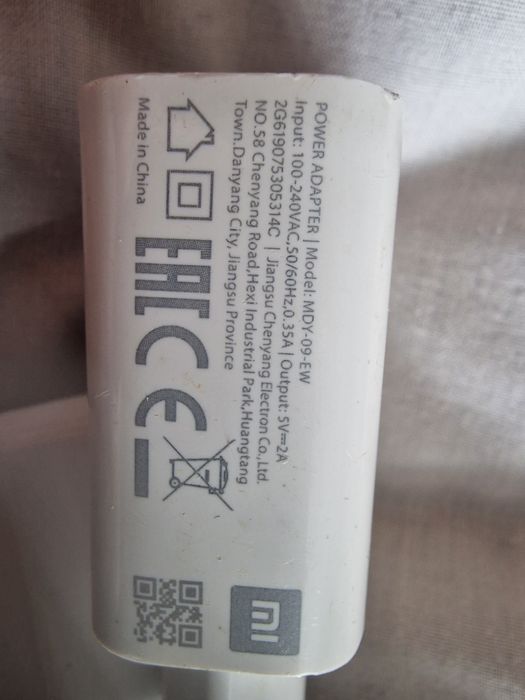 POWER ADAPTER | Model: MDY-09-EW
Input: 100-240VAC,50/60Hz,0.35A | Output: 5V⎓2A
2G619075305314C | Jiangsu Chenyang Electron Co.,Ltd.
NO.58 Chenyang Road,Hexi Industrial Park,Huangtang
Town.Danyang City, Jiangsu Province
EAC CE
Made in China
mi